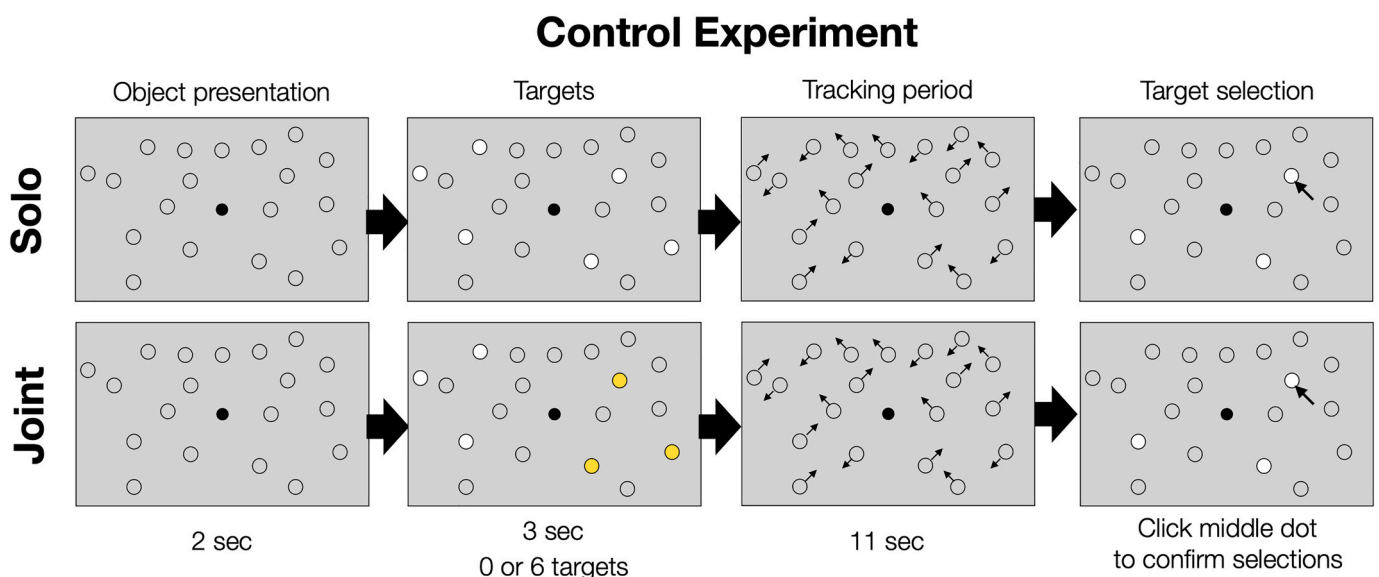 Control Experiment
Object presentation
Targets
Tracking period
Target selection
Solo
Joint
2 sec
3 sec
0 or 6 targets
11 sec
Click middle dot
to confirm selections